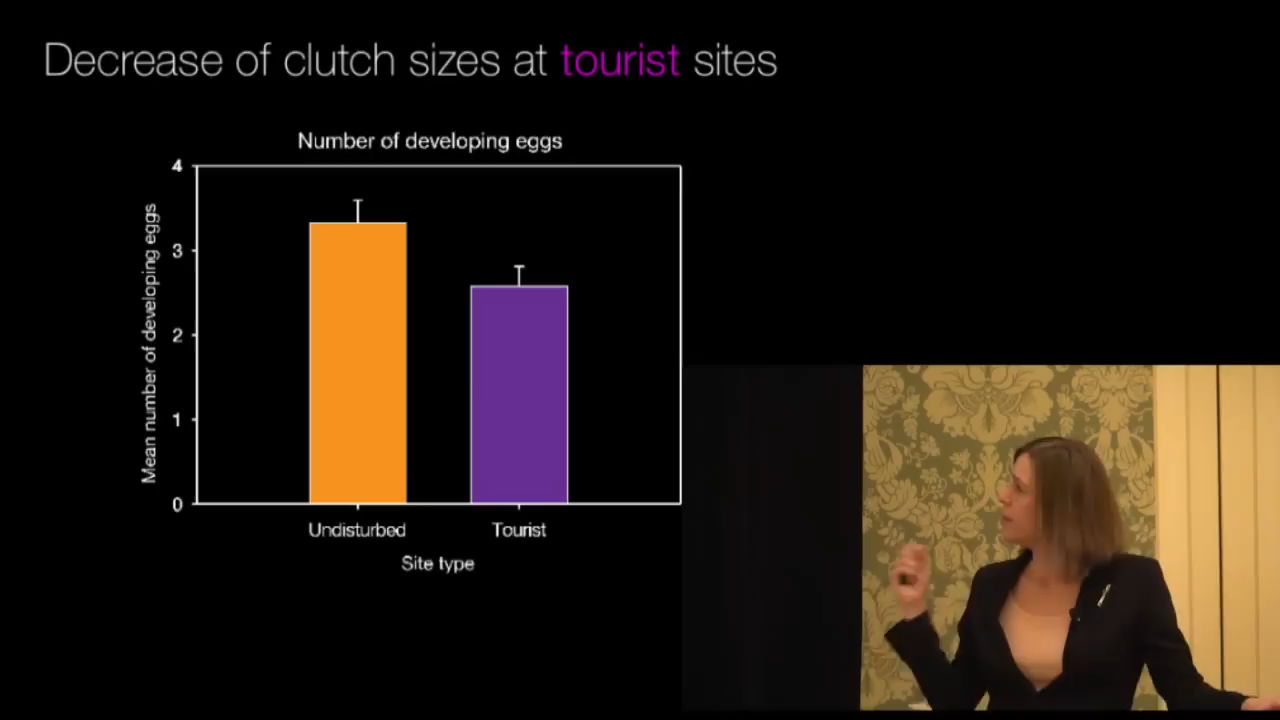 Decrease of clutch sizes at tourist sites
Number of developing eggs
Mean number of developing eggs
4
3
2
1
0
Undisturbed Tourist
Site type